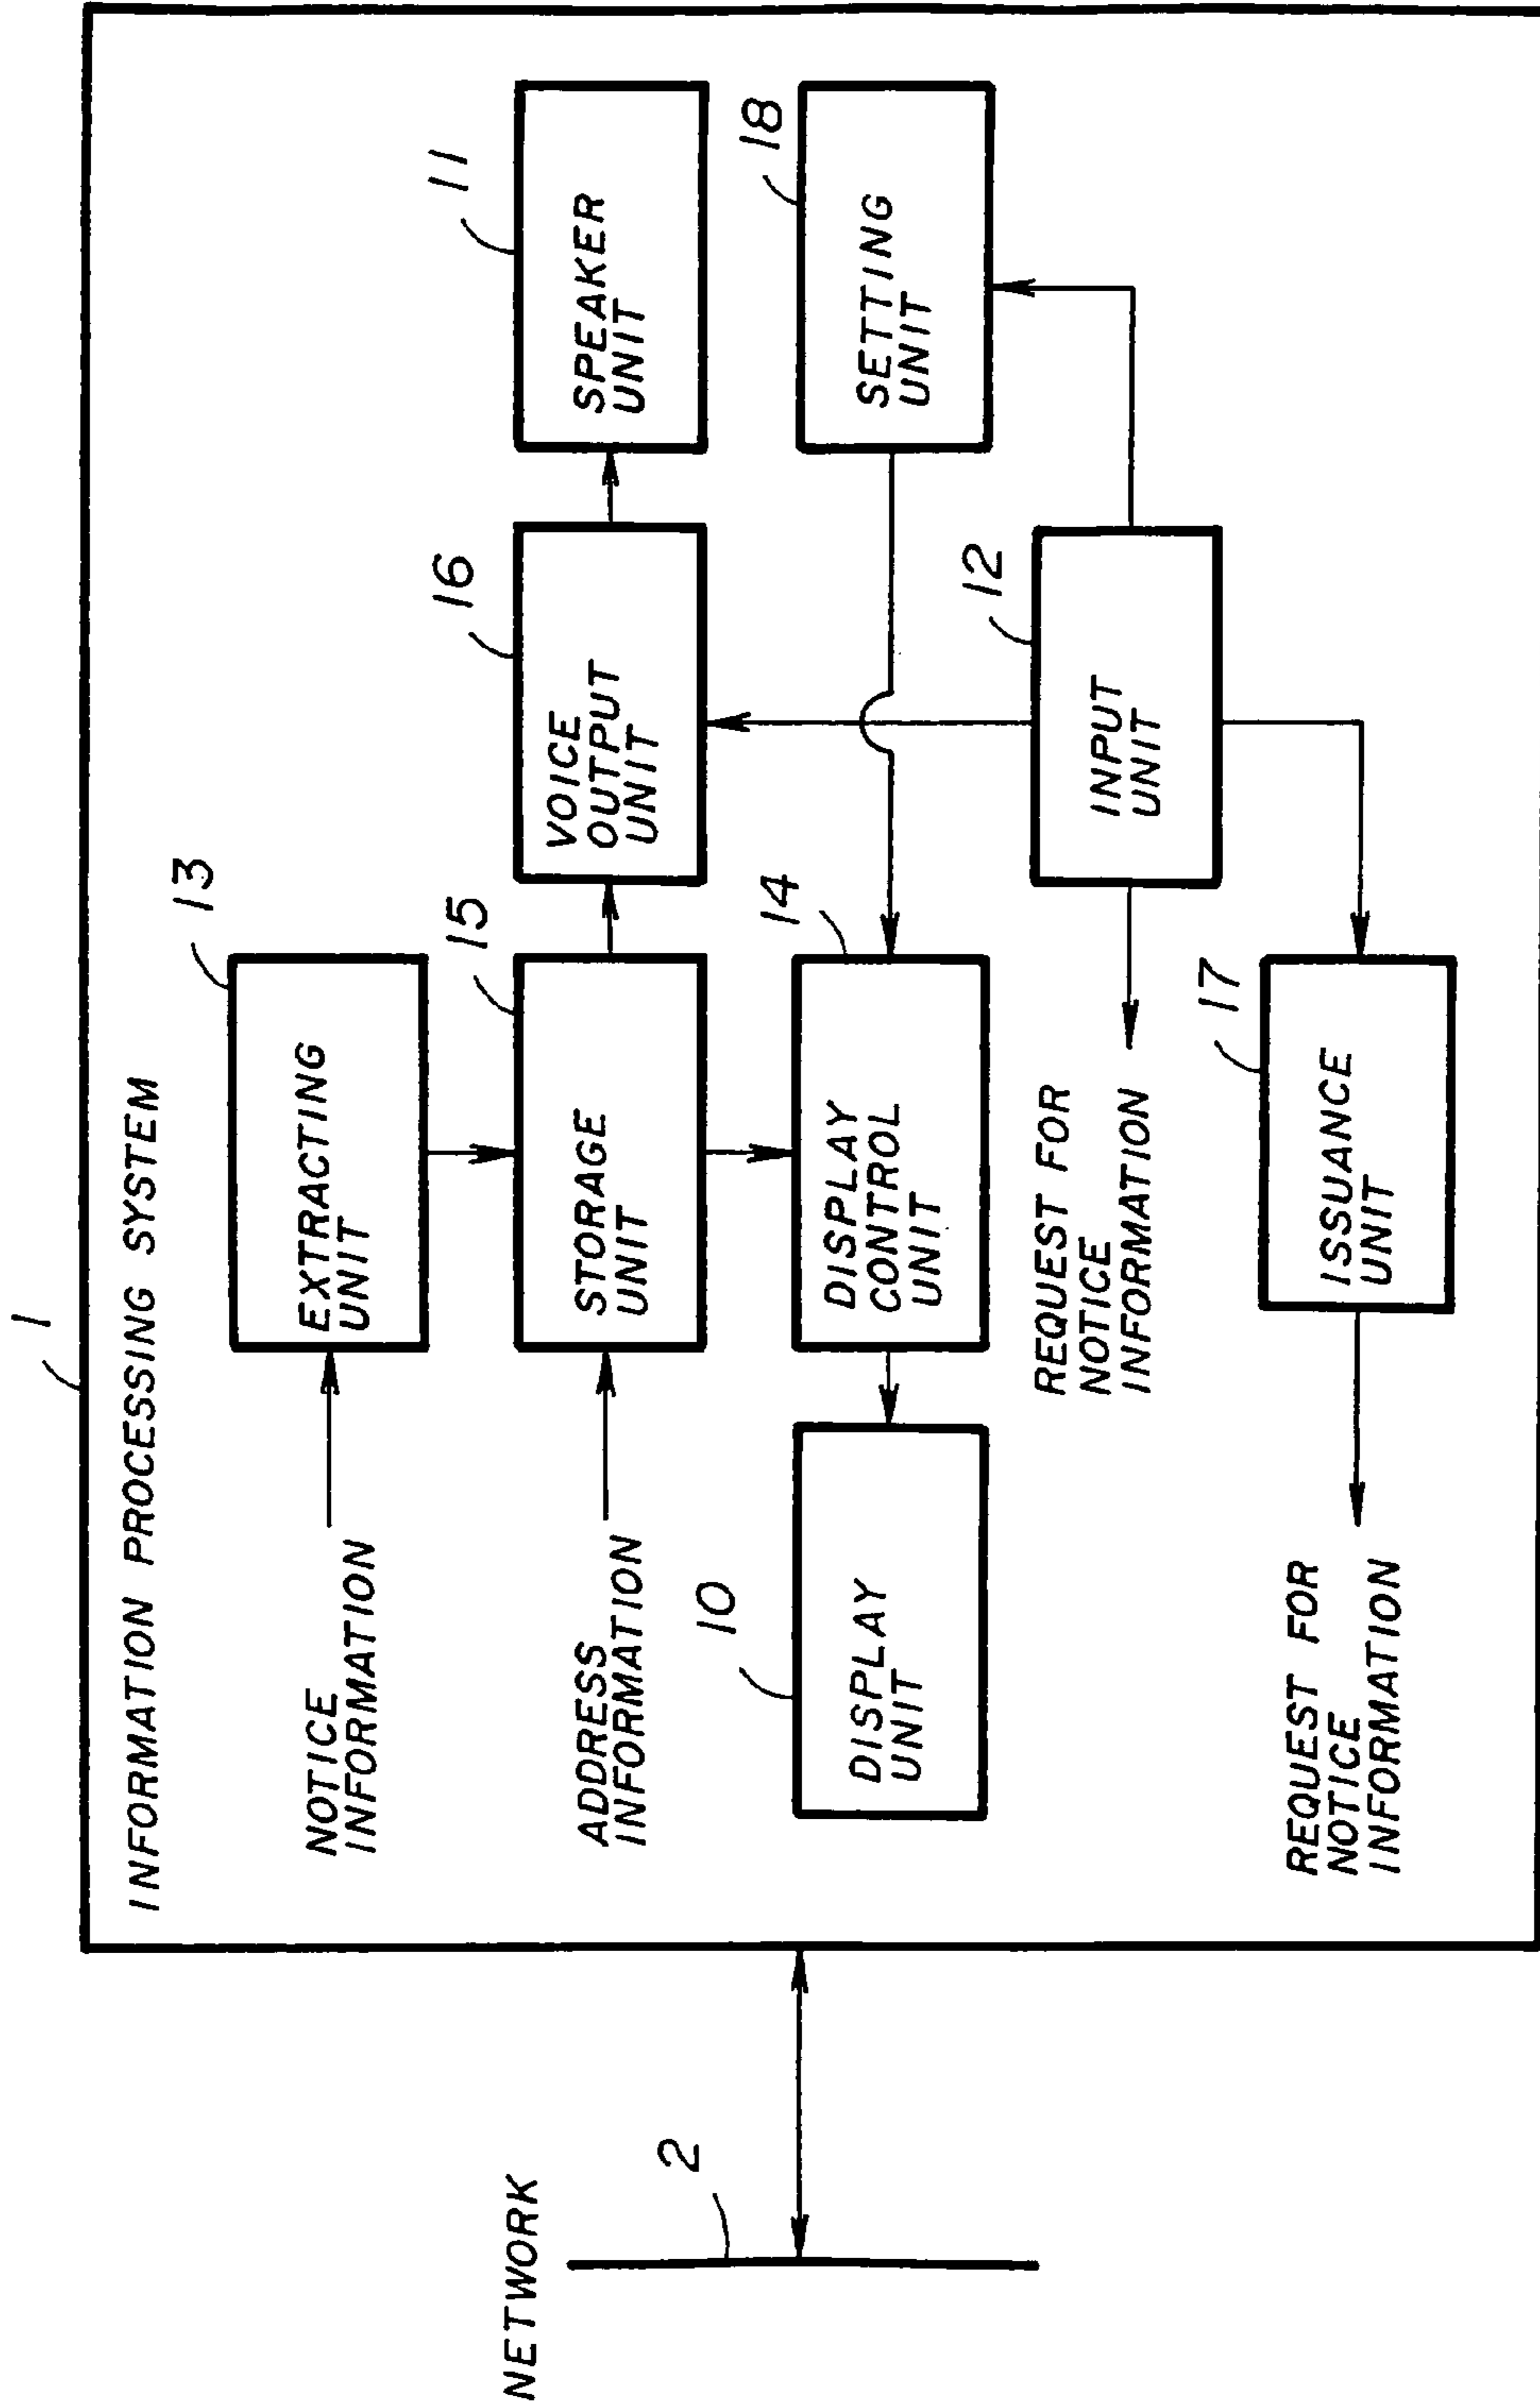 1
INFORMATION PROCESSING SYSTEM
NETWORK
2
NOTICE
INFORMATION
13
EXTRACTING
UNIT
ADDRESS
INFORMATION
15
STORAGE
UNIT
16
VOICE
OUTPUT
UNIT
11
SPEAKER
UNIT
10
DISPLAY
UNIT
14
DISPLAY
CONTROL
UNIT
18
SETTING
UNIT
REQUEST FOR
NOTICE
INFORMATION
12
INPUT
UNIT
REQUEST FOR
NOTICE
INFORMATION
17
ISSUANCE
UNIT